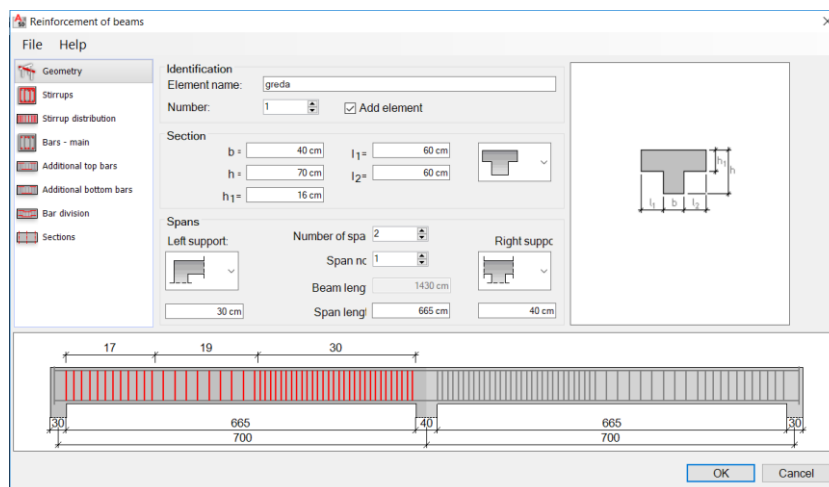 Reinforcement of beams
File Help
Geometry
Stirrups
Stirrup distribution
Bars - main
Additional top bars
Additional bottom bars
Bar division
Sections
Identification
Element name: greda
Number: 1 Add element
Section
b = 40 cm l1= 60 cm
h = 70 cm l2= 60 cm
h1= 16 cm
Spans
Left support: Number of spa 2 Right suppc
Span nc 1
Beam leng 1430 cm
30 cm Span lengt 665 cm 40 cm
h1
h
l1 b l2
17 19 30
30 665 40 665 30
700 700
OK Cancel